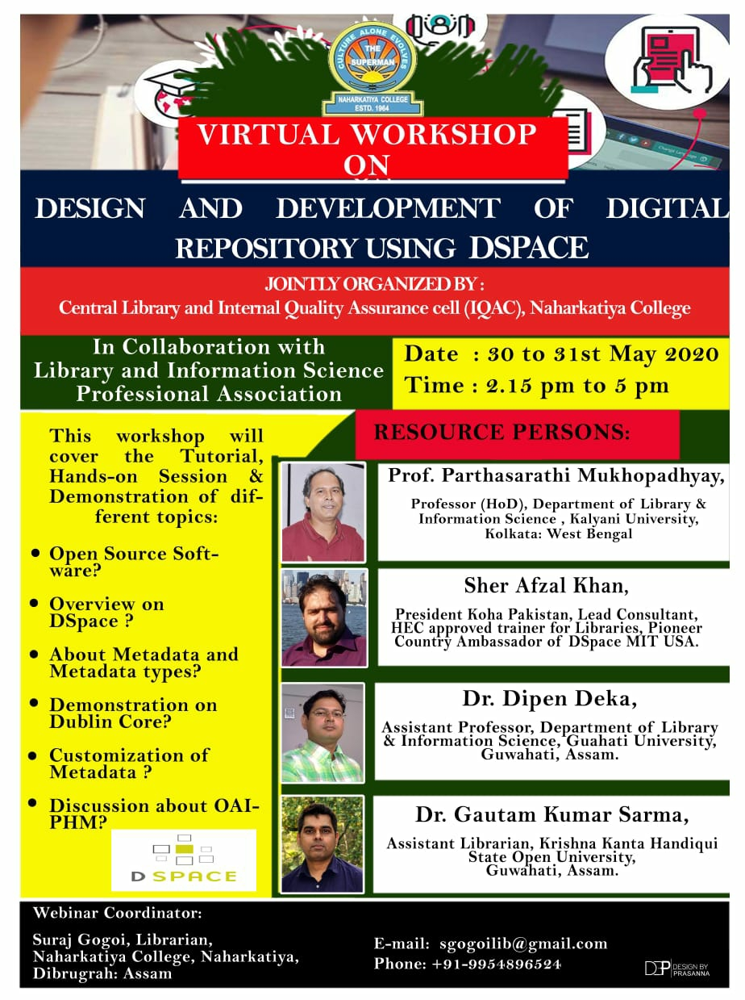 CULTURE ALONE EVOLVES
THE
SUPERMAN
NAHARKATIYA COLLEGE
ESTD. 1964
Change Language
VIRTUAL WORKSHOP
ON
DESIGN AND DEVELOPMENT OF DIGITAL
REPOSITORY USING DSPACE
JOINTLY ORGANIZED BY :
Central Library and Internal Quality Assurance cell (IQAC), Naharkatiya College
In Collaboration with
Library and Information Science
Professional Association
Date : 30 to 31st May 2020
Time : 2.15 pm to 5 pm
This workshop will
cover the Tutorial,
Hands-on Session &
Demonstration of dif-
ferent topics:
• Open Source Soft-
ware?
• Overview on
DSpace ?
• About Metadata and
Metadata types?
• Demonstration on
Dublin Core?
• Customization of
Metadata ?
• Discussion about OAI-
PHM?
D SPACE
RESOURCE PERSONS:
Prof. Parthasarathi Mukhopadhyay,
Professor (HoD), Department of Library &
Information Science , Kalyani University,
Kolkata: West Bengal
Sher Afzal Khan,
President Koha Pakistan, Lead Consultant,
HEC approved trainer for Libraries, Pioneer
Country Ambassador of DSpace MIT USA.
Dr. Dipen Deka,
Assistant Professor, Department of Library
& Information Science, Guahati University,
Guwahati, Assam.
Dr. Gautam Kumar Sarma,
Assistant Librarian, Krishna Kanta Handiqui
State Open University,
Guwahati, Assam.
Webinar Coordinator:
Suraj Gogoi, Librarian,
Naharkatiya College, Naharkatiya,
Dibrugrah: Assam
E-mail: sgogoilib@gmail.com
Phone: +91-9954896524
DESIGN BY
PRASANNA